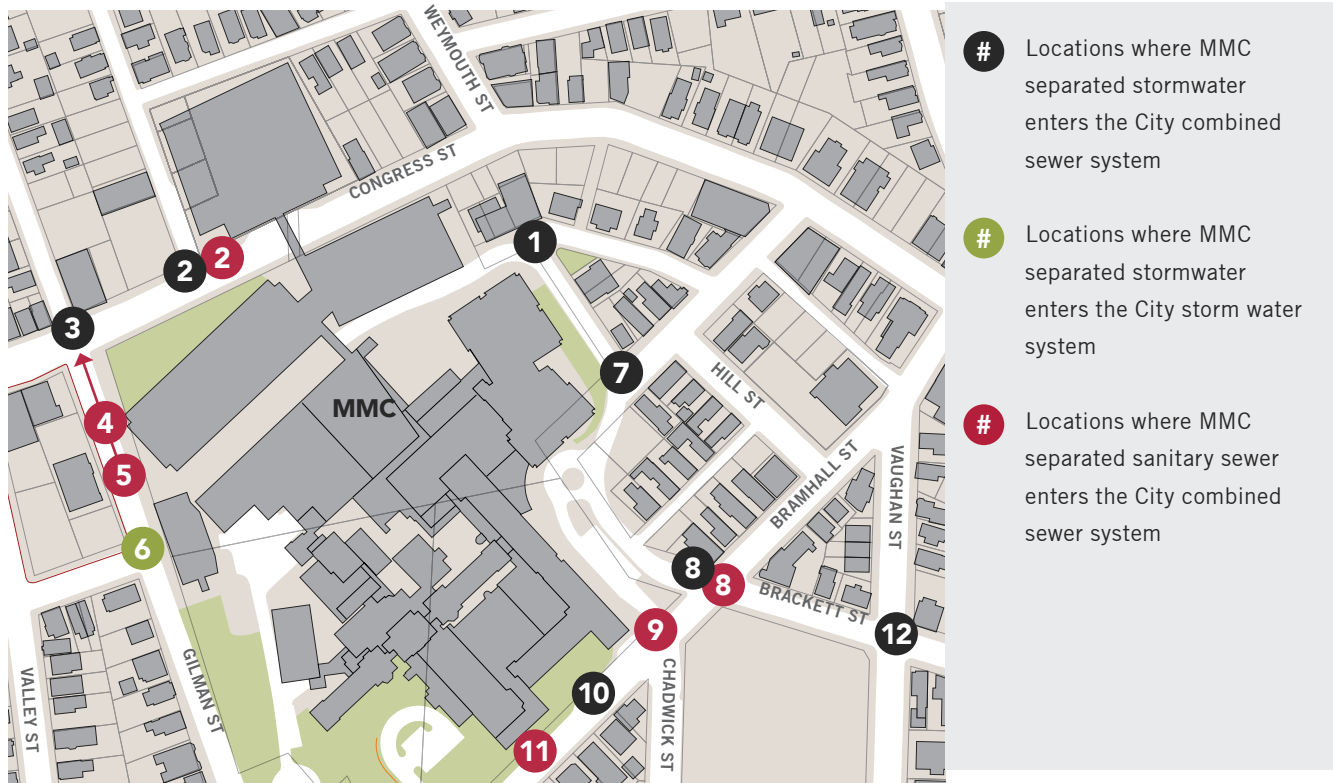 WEYMOUTH ST
CONGRESS ST
1
2
2
3
7
HILL ST
MMC
4
5
BRAMHALL ST
VAUGHAN ST
6
8
8
BRACKETT ST
9
12
VALLEY ST
GILMAN ST
CHADWICK ST
10
11
# Locations where MMC
separated stormwater
enters the City combined
sewer system
# Locations where MMC
separated stormwater
enters the City storm water
system
# Locations where MMC
separated sanitary sewer
enters the City combined
sewer system